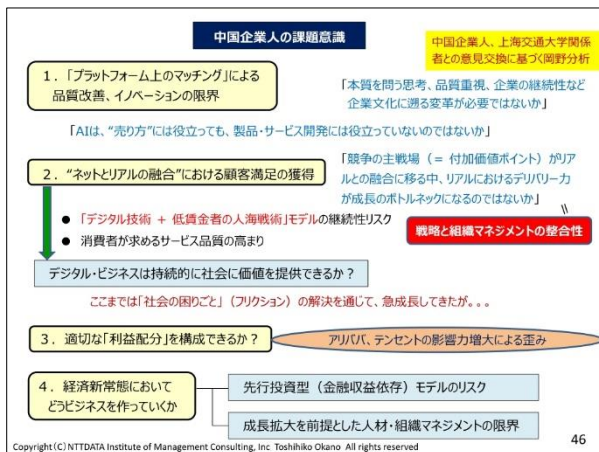 中国企業人の課題意識
中国企業人、上海交通大学関係
者との意見交換に基づく岡野分析
1.「プラットフォーム上のマッチング」による
品質改善、イノベーションの限界
「本質を問う思考、品質重視、企業の継続性など
企業文化に遡る変革が必要ではないか」
「AIは、“売り方”には役立っても、製品・サービス開発には役立っていないのではないか」
2.“ネットとリアルの融合”における顧客満足の獲得
「競争の主戦場(= 付加価値ポイント)がリア
ルとの融合に移る中、リアルにおけるデリバリー力
が成長のボトルネックになるのではないか」
● 「デジタル技術 + 低賃金者の人海戦術」モデルの継続性リスク
● 消費者が求めるサービス品質の高まり
=
戦略と組織マネジメントの整合性
デジタル・ビジネスは持続的に社会に価値を提供できるか?
ここまでは「社会の困りごと」(フリクション)の解決を通じて、急成長してきたが。。。
3.適切な「利益配分」を構成できるか?
アリババ、テンセントの影響力増大による歪み
4.経済新常態において
どうビジネスを作っていくか
先行投資型(金融収益依存)モデルのリスク
成長拡大を前提とした人材・組織マネジメントの限界
Copyright(C)NTTDATA Institute of Management Consulting, Inc Toshihiko Okano All rights reserved
46